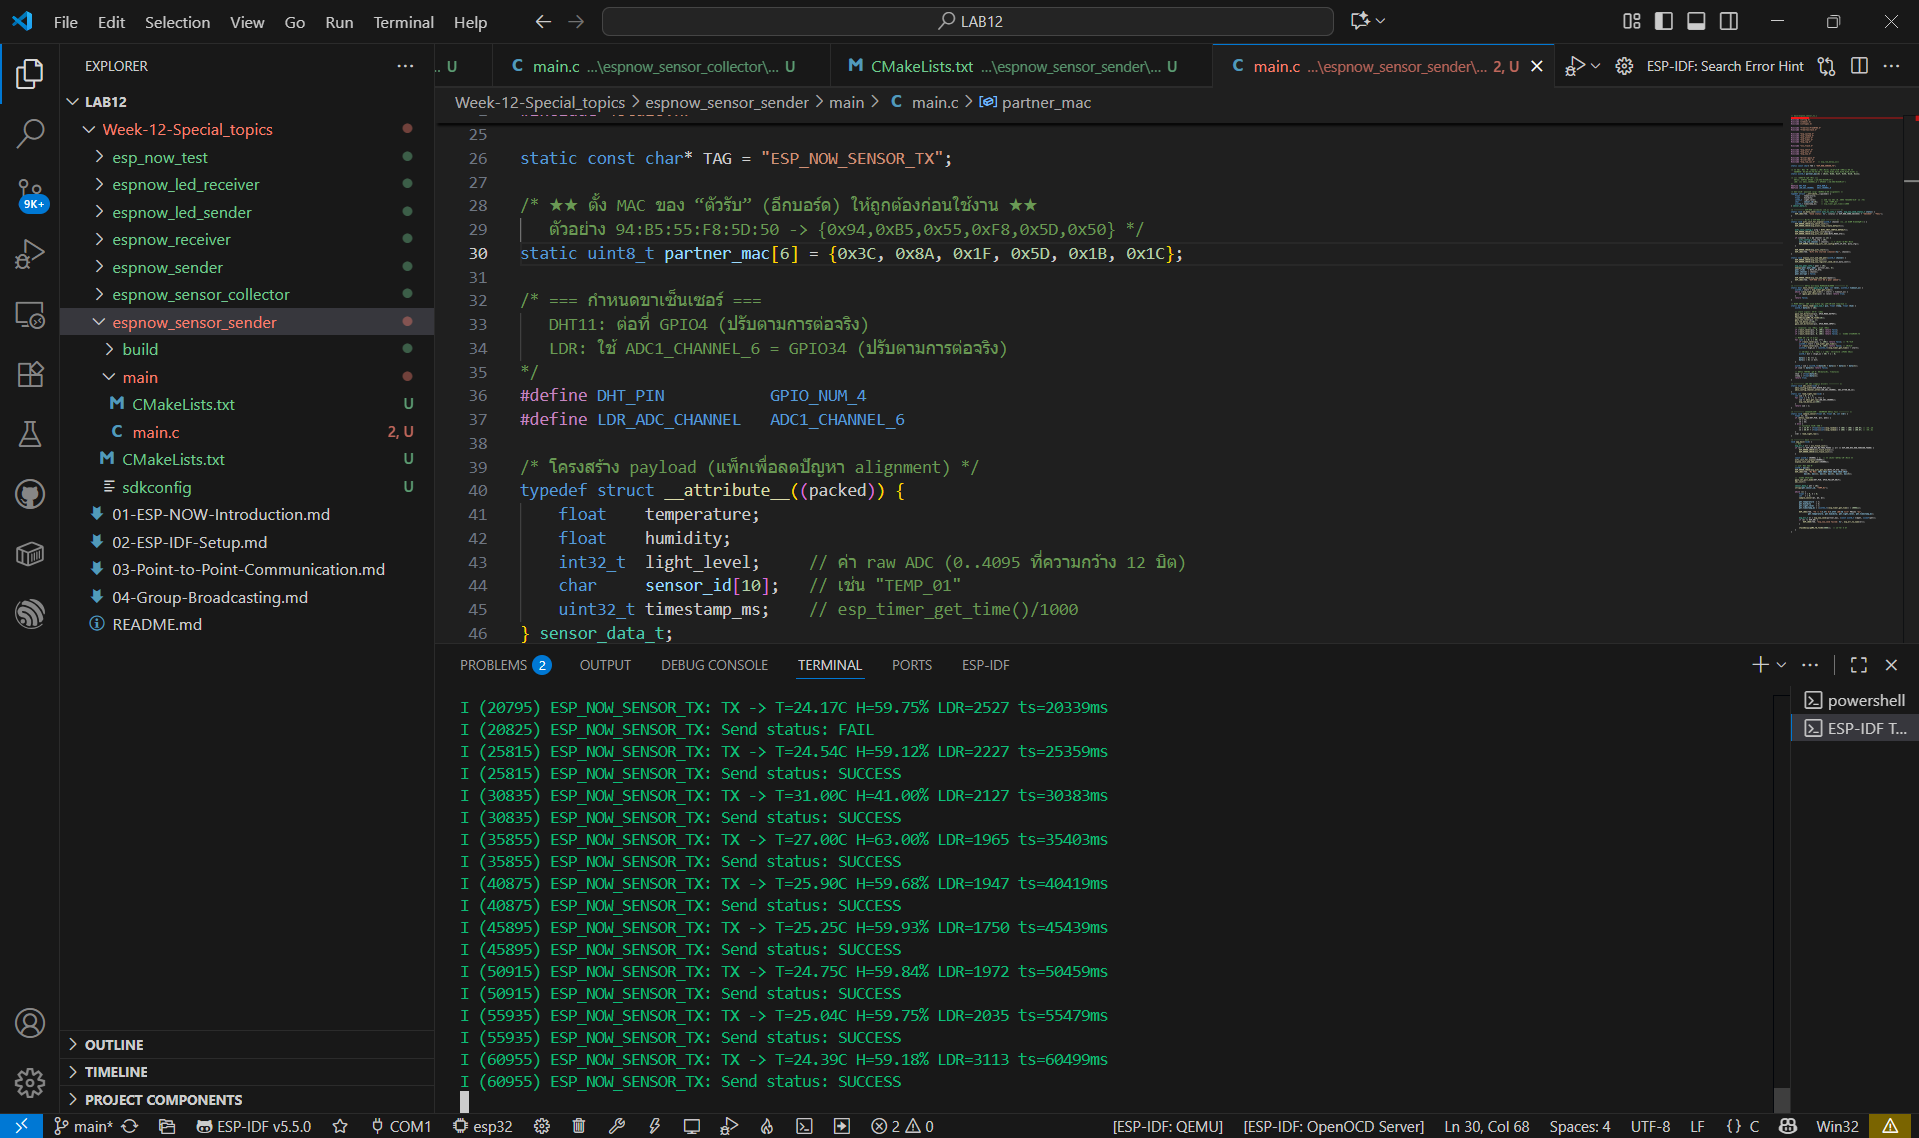 File Edit Selection View Go Run Terminal Help
LAB12
EXPLORER
LAB12
Week-12-Special_topics
esp_now_test
espnow_led_receiver
espnow_led_sender
espnow_receiver
espnow_sender
espnow_sensor_collector
espnow_sensor_sender
build
main
CMakeLists.txt U
main.c 2, U
CMakeLists.txt U
sdkconfig U
01-ESP-NOW-Introduction.md
02-ESP-IDF-Setup.md
03-Point-to-Point-Communication.md
04-Group-Broadcasting.md
README.md
OUTLINE
TIMELINE
PROJECT COMPONENTS
9K+
... U
main.c ...\espnow_sensor_collector\... U
CMakeLists.txt ...\espnow_sensor_sender\... U
main.c ...\espnow_sensor_sender\... 2, U
ESP-IDF: Search Error Hint
Week-12-Special_topics > espnow_sensor_sender > main > main.c > partner_mac
25
26 static const char* TAG = "ESP_NOW_SENSOR_TX";
27
28 /* ★★ ตั้ง MAC ของ “ตัวรับ” (อีกบอร์ด) ให้ถูกต้องก่อนใช้งาน ★★
29 ตัวอย่าง 94:B5:55:F8:5D:50 -> {0x94,0xB5,0x55,0xF8,0x5D,0x50} */
30 static uint8_t partner_mac[6] = {0x3C, 0x8A, 0x1F, 0x5D, 0x1B, 0x1C};
31
32 /* === กำหนดขาเซ็นเซอร์ ===
33 DHT11: ต่อที่ GPIO4 (ปรับตามการต่อจริง)
34 LDR: ใช้ ADC1_CHANNEL_6 = GPIO34 (ปรับตามการต่อจริง)
35 */
36 #define DHT_PIN GPIO_NUM_4
37 #define LDR_ADC_CHANNEL ADC1_CHANNEL_6
38
39 /* โครงสร้าง payload (แพ็กเพื่อลดปัญหา alignment) */
40 typedef struct __attribute__((packed)) {
41 float temperature;
42 float humidity;
43 int32_t light_level; // ค่า raw ADC (0..4095 ที่ความกว้าง 12 บิต)
44 char sensor_id[10]; // เช่น "TEMP_01"
45 uint32_t timestamp_ms; // esp_timer_get_time()/1000
46 } sensor_data_t;
PROBLEMS 2 OUTPUT DEBUG CONSOLE TERMINAL PORTS ESP-IDF
powershell
ESP-IDF T...
I (20795) ESP_NOW_SENSOR_TX: TX -> T=24.17C H=59.75% LDR=2527 ts=20339ms
I (20825) ESP_NOW_SENSOR_TX: Send status: FAIL
I (25815) ESP_NOW_SENSOR_TX: TX -> T=24.54C H=59.12% LDR=2227 ts=25359ms
I (25815) ESP_NOW_SENSOR_TX: Send status: SUCCESS
I (30835) ESP_NOW_SENSOR_TX: TX -> T=31.00C H=41.00% LDR=2127 ts=30383ms
I (30835) ESP_NOW_SENSOR_TX: Send status: SUCCESS
I (35855) ESP_NOW_SENSOR_TX: TX -> T=27.00C H=63.00% LDR=1965 ts=35403ms
I (35855) ESP_NOW_SENSOR_TX: Send status: SUCCESS
I (40875) ESP_NOW_SENSOR_TX: TX -> T=25.90C H=59.68% LDR=1947 ts=40419ms
I (40875) ESP_NOW_SENSOR_TX: Send status: SUCCESS
I (45895) ESP_NOW_SENSOR_TX: TX -> T=25.25C H=59.93% LDR=1750 ts=45439ms
I (45895) ESP_NOW_SENSOR_TX: Send status: SUCCESS
I (50915) ESP_NOW_SENSOR_TX: TX -> T=24.75C H=59.84% LDR=1972 ts=50459ms
I (50915) ESP_NOW_SENSOR_TX: Send status: SUCCESS
I (55935) ESP_NOW_SENSOR_TX: TX -> T=25.04C H=59.75% LDR=2035 ts=55479ms
I (55935) ESP_NOW_SENSOR_TX: Send status: SUCCESS
I (60955) ESP_NOW_SENSOR_TX: TX -> T=24.39C H=59.18% LDR=3113 ts=60499ms
I (60955) ESP_NOW_SENSOR_TX: Send status: SUCCESS
main* ESP-IDF v5.5.0 COM1 esp32 2 0 [ESP-IDF: QEMU] [ESP-IDF: OpenOCD Server] Ln 30, Col 68 Spaces: 4 UTF-8 LF {} C Win32